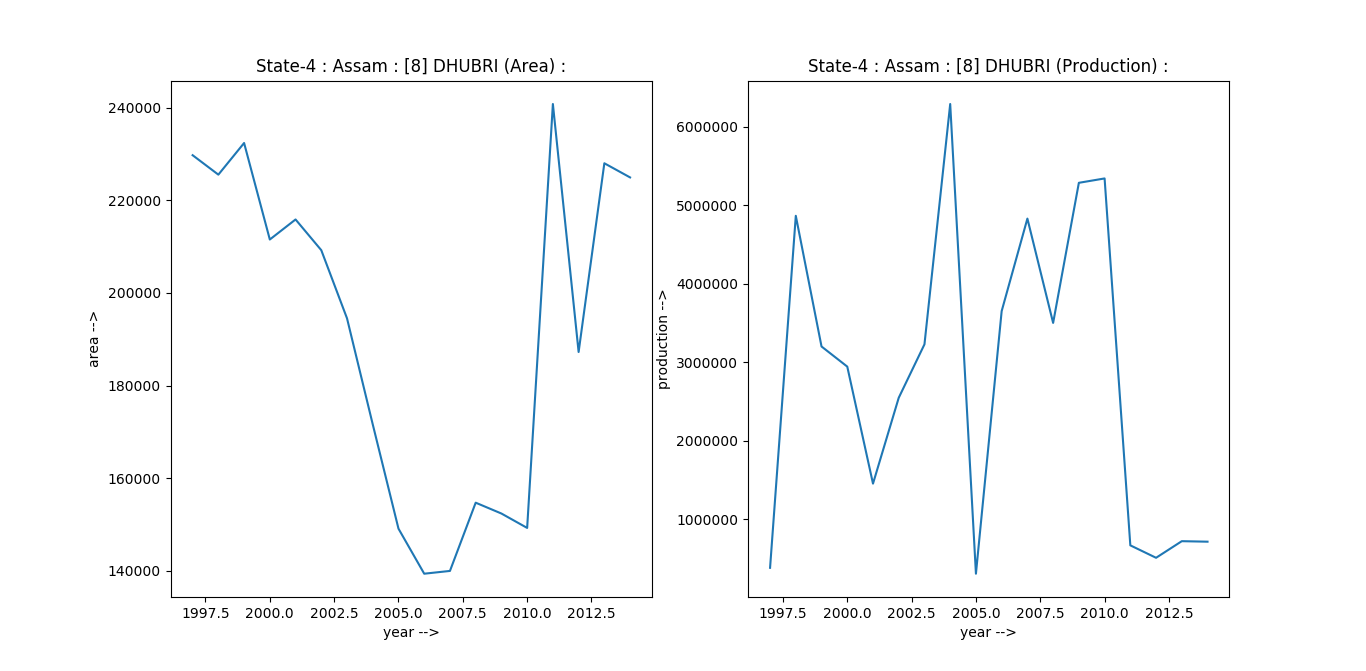 State-4 : Assam : [8] DHUBRI (Area) :
240000
220000
200000
180000
160000
140000
area -->
1997.5 2000.0 2002.5 2005.0 2007.5 2010.0 2012.5
year -->
State-4 : Assam : [8] DHUBRI (Production) :
6000000
5000000
4000000
3000000
2000000
1000000
production -->
1997.5 2000.0 2002.5 2005.0 2007.5 2010.0 2012.5
year -->